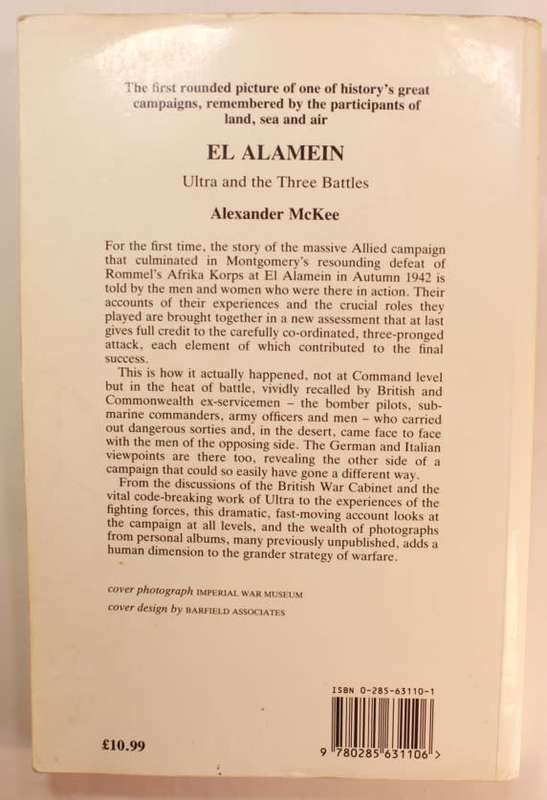 The first rounded picture of one of history's great
campaigns, remembered by the participants of
land, sea and air
EL ALAMEIN
Ultra and the Three Battles
Alexander McKee
For the first time, the story of the massive Allied campaign
that culminated in Montgomery's resounding defeat of
Rommel's Afrika Korps at El Alamein in Autumn 1942 is
told by the men and women who were there in action. Their
accounts of their experiences and the crucial roles they
played are brought together in a new assessment that at last
gives full credit to the carefully co-ordinated, three-pronged
attack, each element of which contributed to the final
success.
This is how it actually happened, not at Command level
but in the heat of battle, vividly recalled by British and
Commonwealth ex-servicemen – the bomber pilots, sub-
marine commanders, army officers and men – who carried
out dangerous sorties and, in the desert, came face to face
with the men of the opposing side. The German and Italian
viewpoints are there too, revealing the other side of a
campaign that could so easily have gone a different way.
From the discussions of the British War Cabinet and the
vital code-breaking work of Ultra to the experiences of the
fighting forces, this dramatic, fast-moving account looks at
the campaign at all levels, and the wealth of photographs
from personal albums, many previously unpublished, adds a
human dimension to the grander strategy of warfare.
cover photograph IMPERIAL WAR MUSEUM
cover design by BARFIELD ASSOCIATES
ISBN 0-285-63110-1
£10.99
9 780285 631106 >